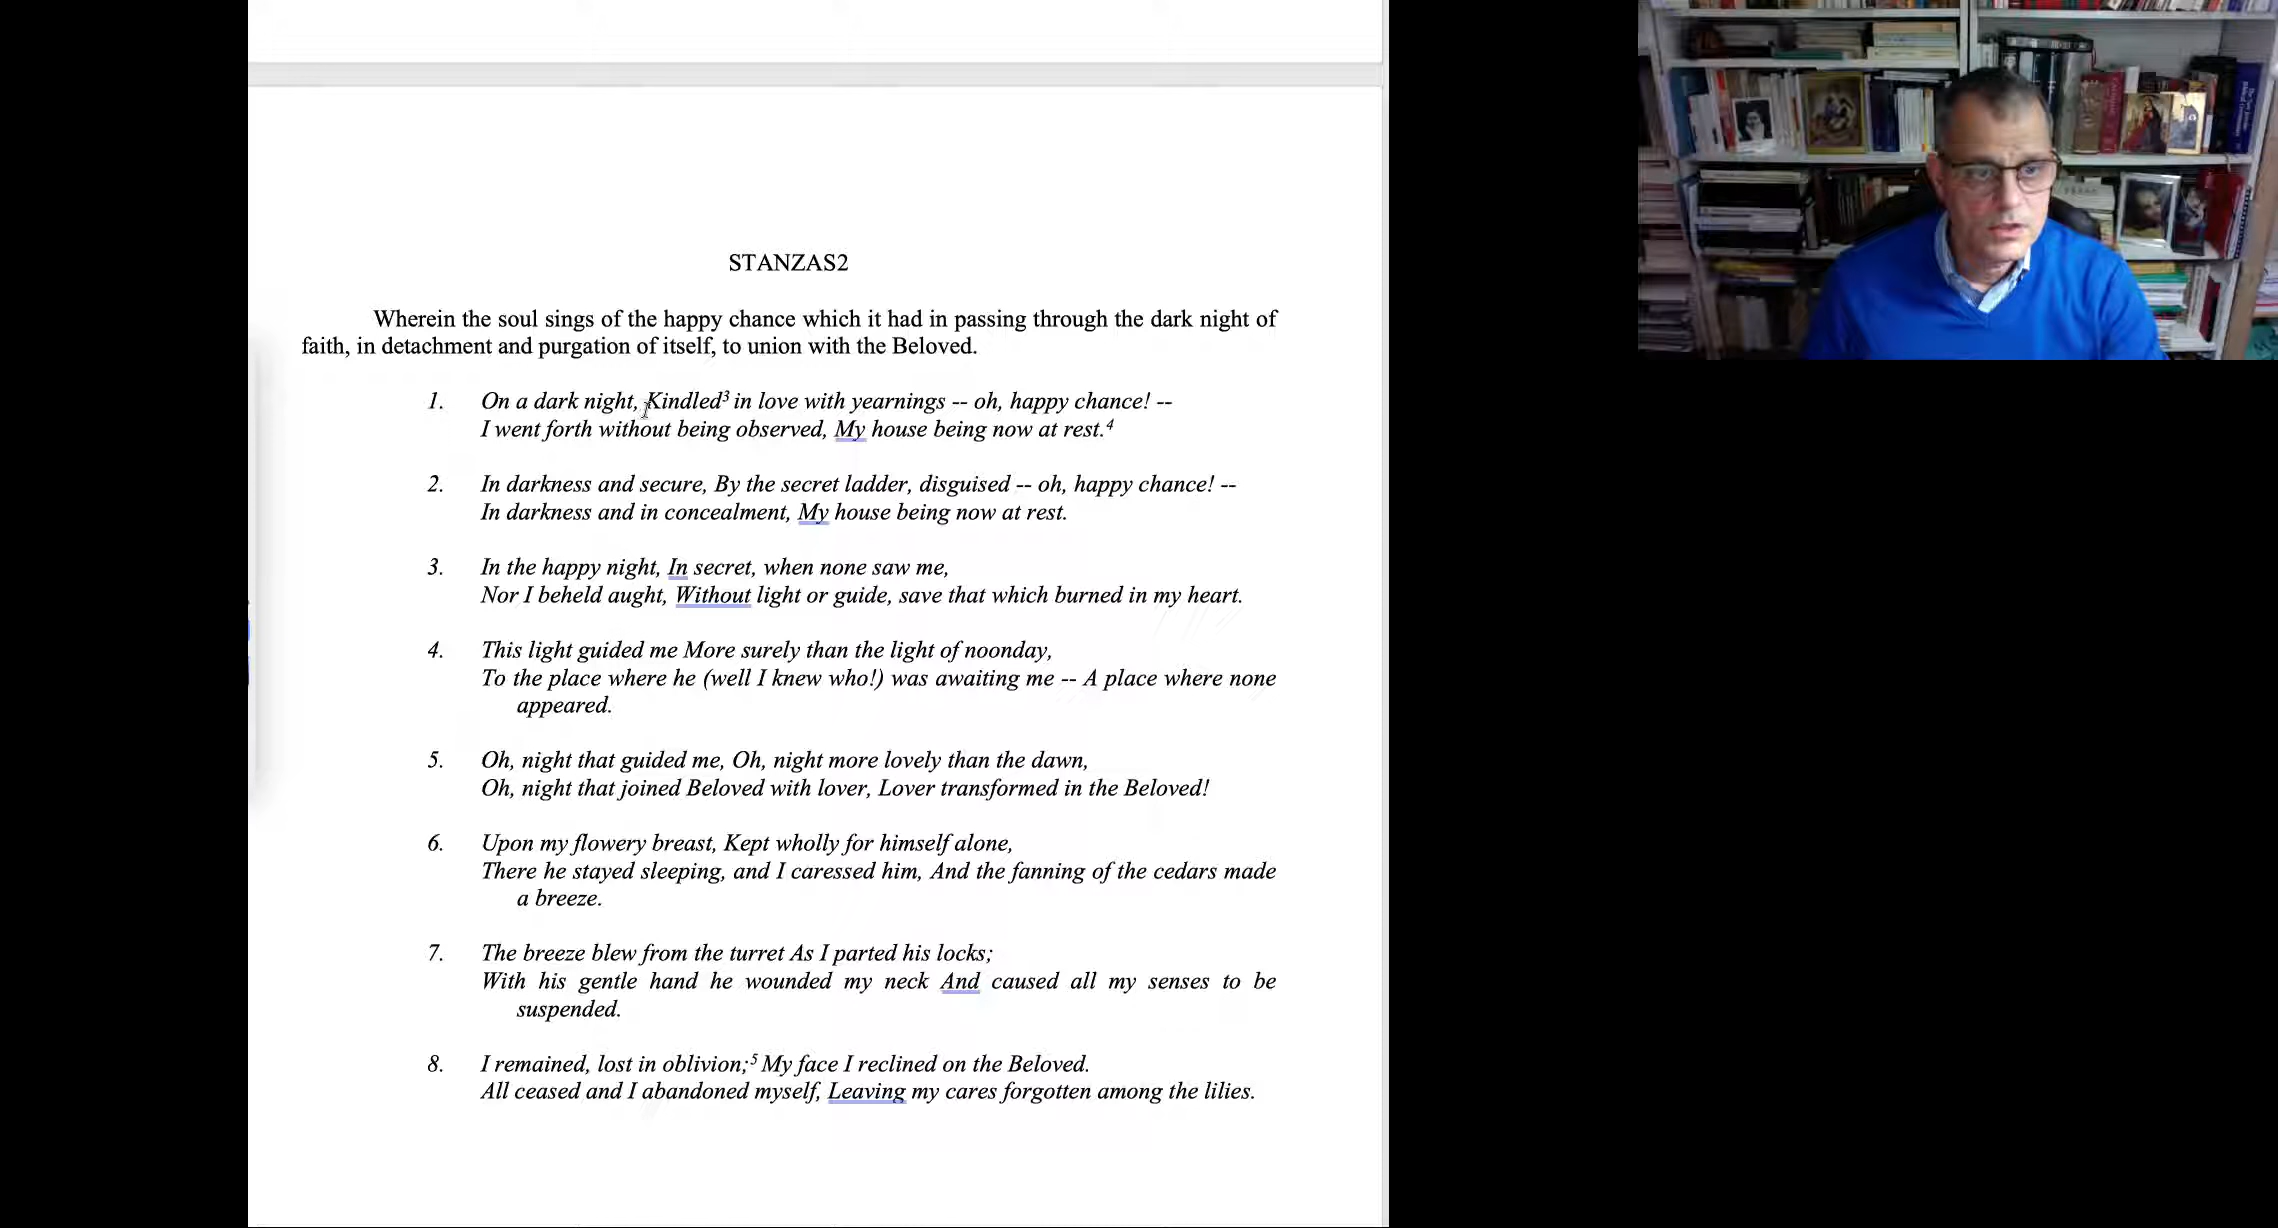 STANZAS2
Wherein the soul sings of the happy chance which it had in passing through the dark night of
faith, in detachment and purgation of itself, to union with the Beloved.
1. On a dark night, Kindled3 in love with yearnings -- oh, happy chance! --
I went forth without being observed, My house being now at rest.4
2. In darkness and secure, By the secret ladder, disguised -- oh, happy chance! --
In darkness and in concealment, My house being now at rest.
3. In the happy night, In secret, when none saw me,
Nor I beheld aught, Without light or guide, save that which burned in my heart.
4. This light guided me More surely than the light of noonday,
To the place where he (well I knew who!) was awaiting me -- A place where none
appeared.
5. Oh, night that guided me, Oh, night more lovely than the dawn,
Oh, night that joined Beloved with lover, Lover transformed in the Beloved!
6. Upon my flowery breast, Kept wholly for himself alone,
There he stayed sleeping, and I caressed him, And the fanning of the cedars made
a breeze.
7. The breeze blew from the turret As I parted his locks;
With his gentle hand he wounded my neck And caused all my senses to be
suspended.
8. I remained, lost in oblivion;5 My face I reclined on the Beloved.
All ceased and I abandoned myself, Leaving my cares forgotten among the lilies.